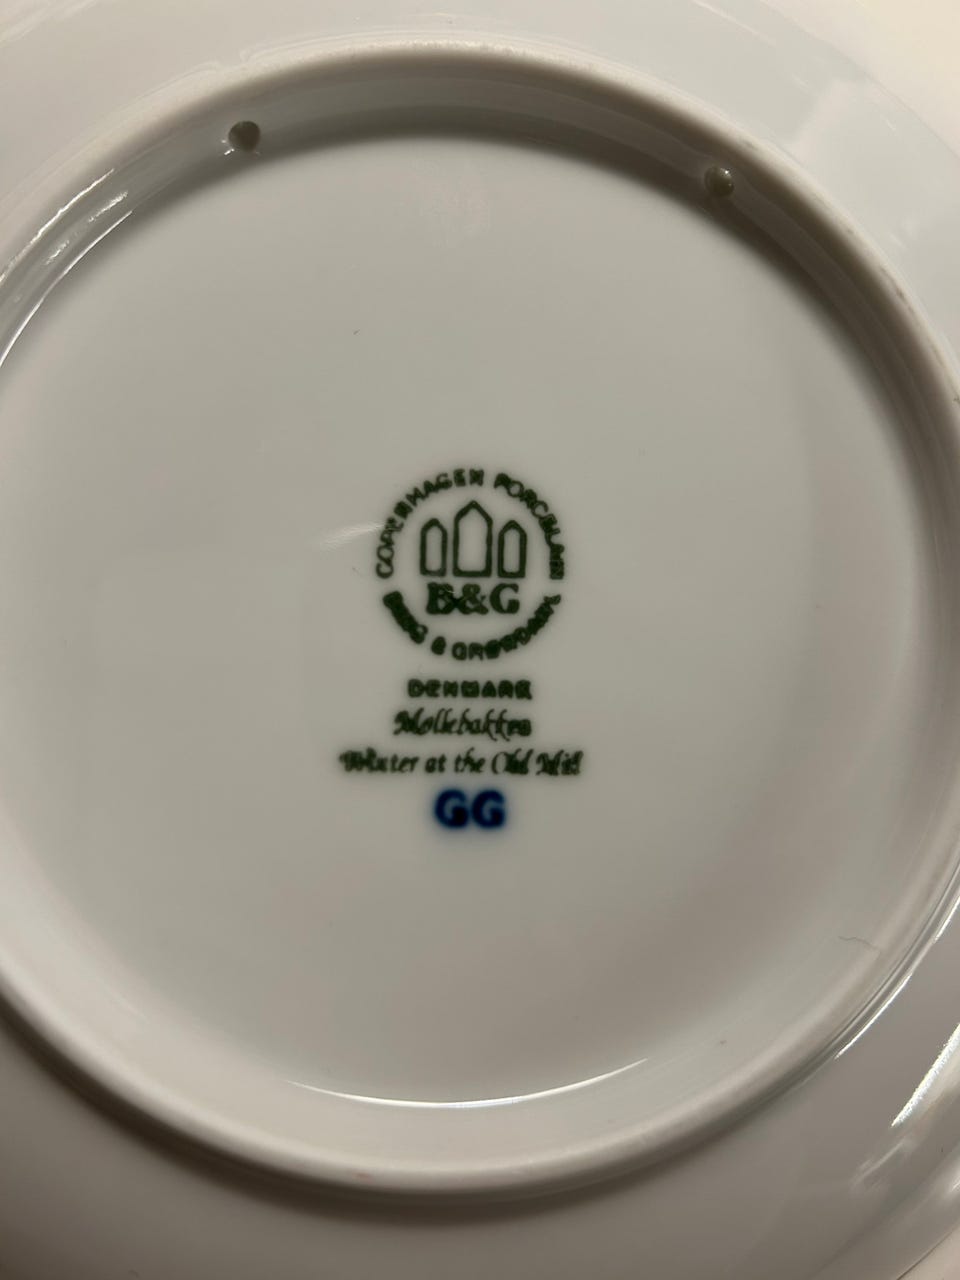 COPENHAGEN PORCELAIN
B&G
BING & GRØNDAHL
DENMARK
Møllebakken
Winter at the Old Mill
GG